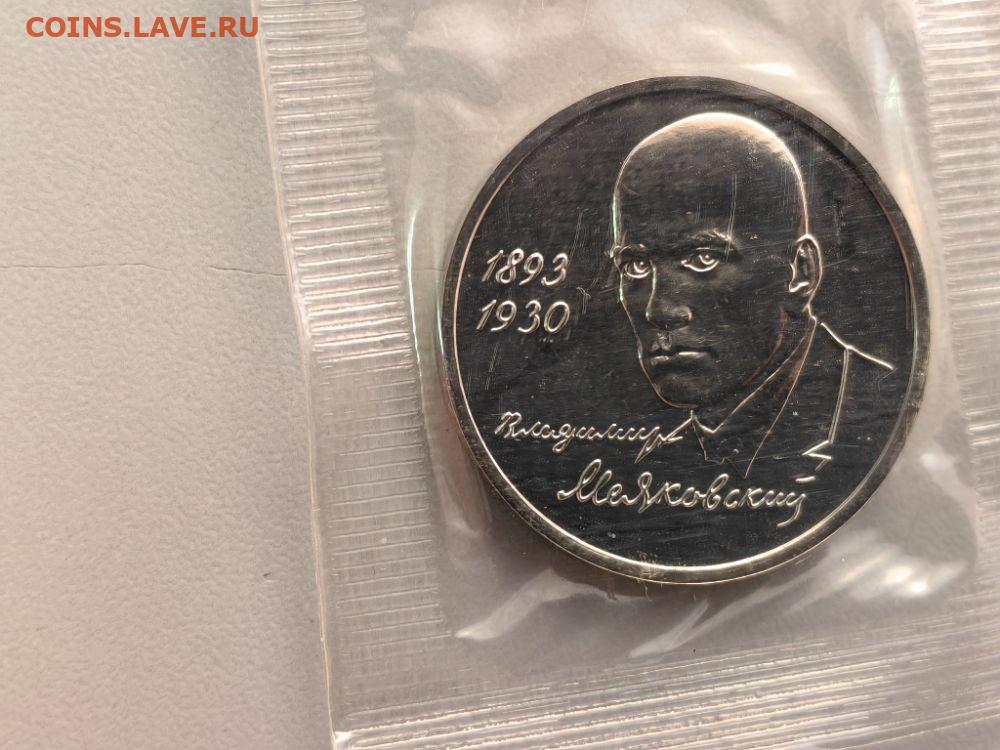 COINS.LAVE.RU
1893
1930
Владимир
Маяковский